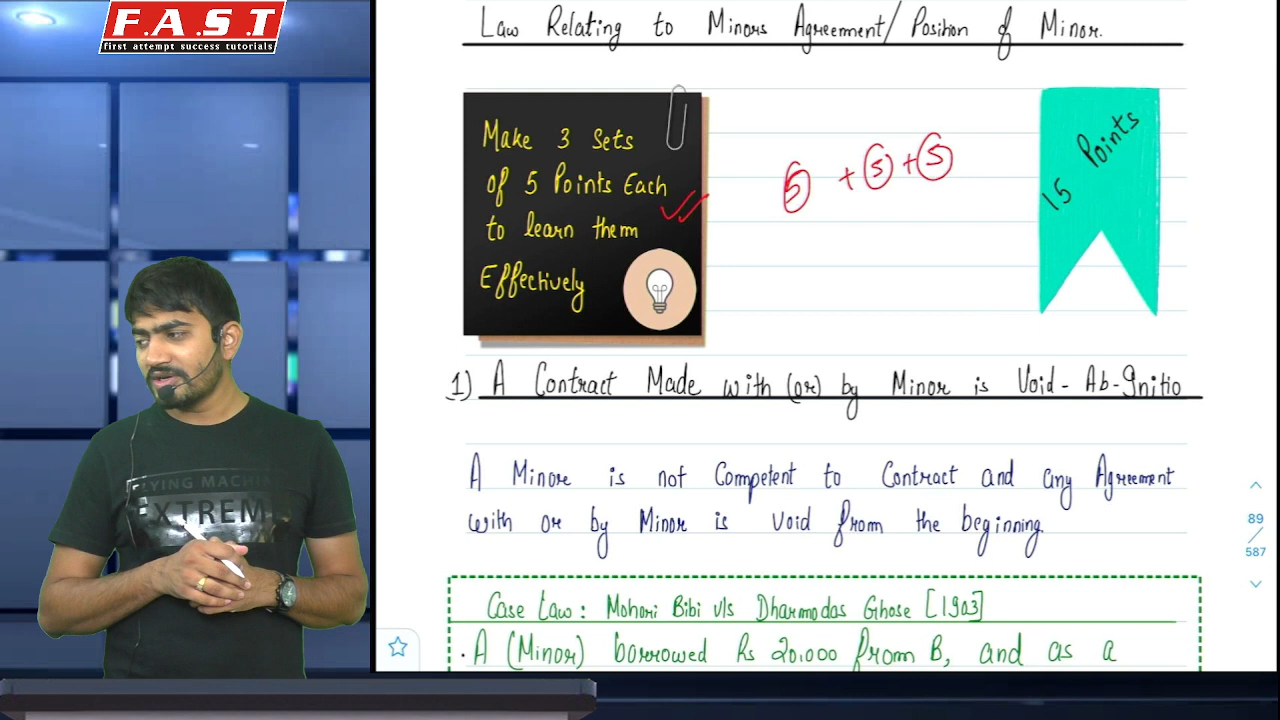 F.A.S.T
First attempt success tutorials
Law Relating to Minors Agreement/ Position of Minor.
Make 3 Sets
of 5 Points Each
to learn them
Effectively
5 + 5 + 5
15 Points
1) A Contract Made with (or) by Minor is Void-Ab-Initio
A Minor is not Competent to Contract and any Agreement
with or by Minor is void from the beginning
Case Law: Mohori Bibi v/s Dharmodas Ghose [1903]
• A (Minor) borrowed Rs 20,000 from B, and as a
FLYING MACHINE
EXTREM
89
/
587